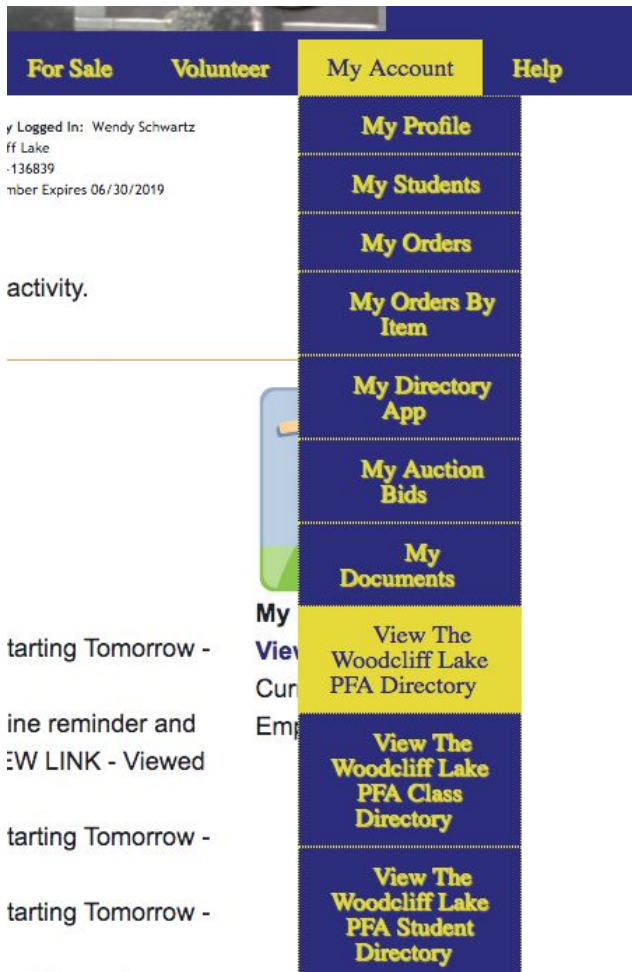 For Sale Volunteer My Account Help
y Logged In: Wendy Schwartz
ff Lake
-136839
mber Expires 06/30/2019
activity.
My Profile
My Students
My Orders
My Orders By
Item
My Directory
App
My Auction
Bids
My
Documents
View The
Woodcliff Lake
PFA Directory
View The
Woodcliff Lake
PFA Class
Directory
View The
Woodcliff Lake
PFA Student
Directory
My
View
Curr
Emp
tarting Tomorrow -
ine reminder and
EW LINK - Viewed
tarting Tomorrow -
tarting Tomorrow -